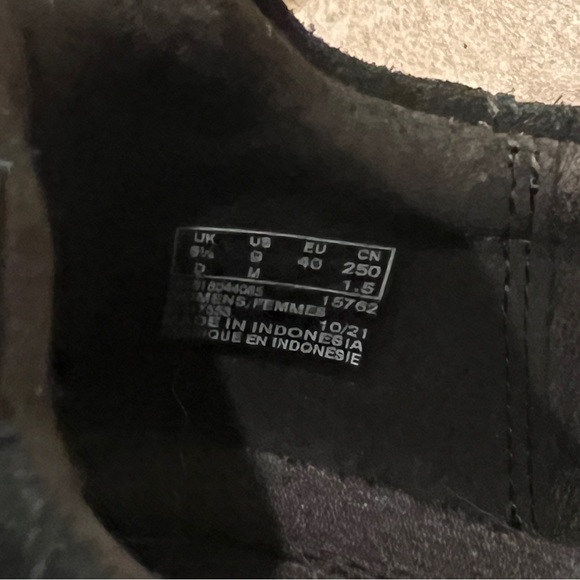 UK US EU CN
6½ 9 40 250
D M 1.5
15762
WOMENS/FEMMES
10/21
MADE IN INDONESIA
FABRIQUE EN INDONESIE